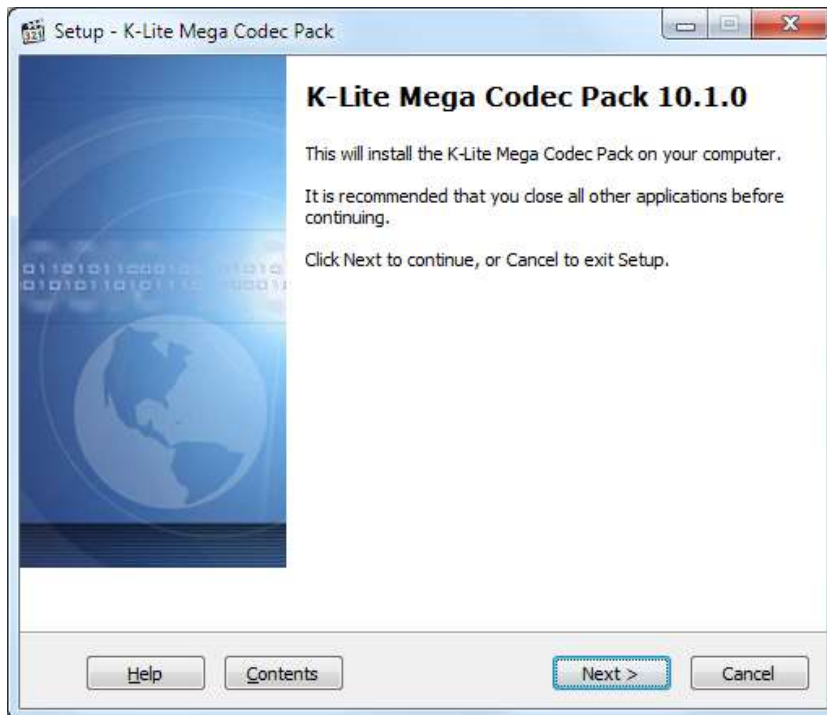 Setup - K-Lite Mega Codec Pack
K-Lite Mega Codec Pack 10.1.0
This will install the K-Lite Mega Codec Pack on your computer.
It is recommended that you close all other applications before
continuing.
Click Next to continue, or Cancel to exit Setup.
Help
Contents
Next >
Cancel